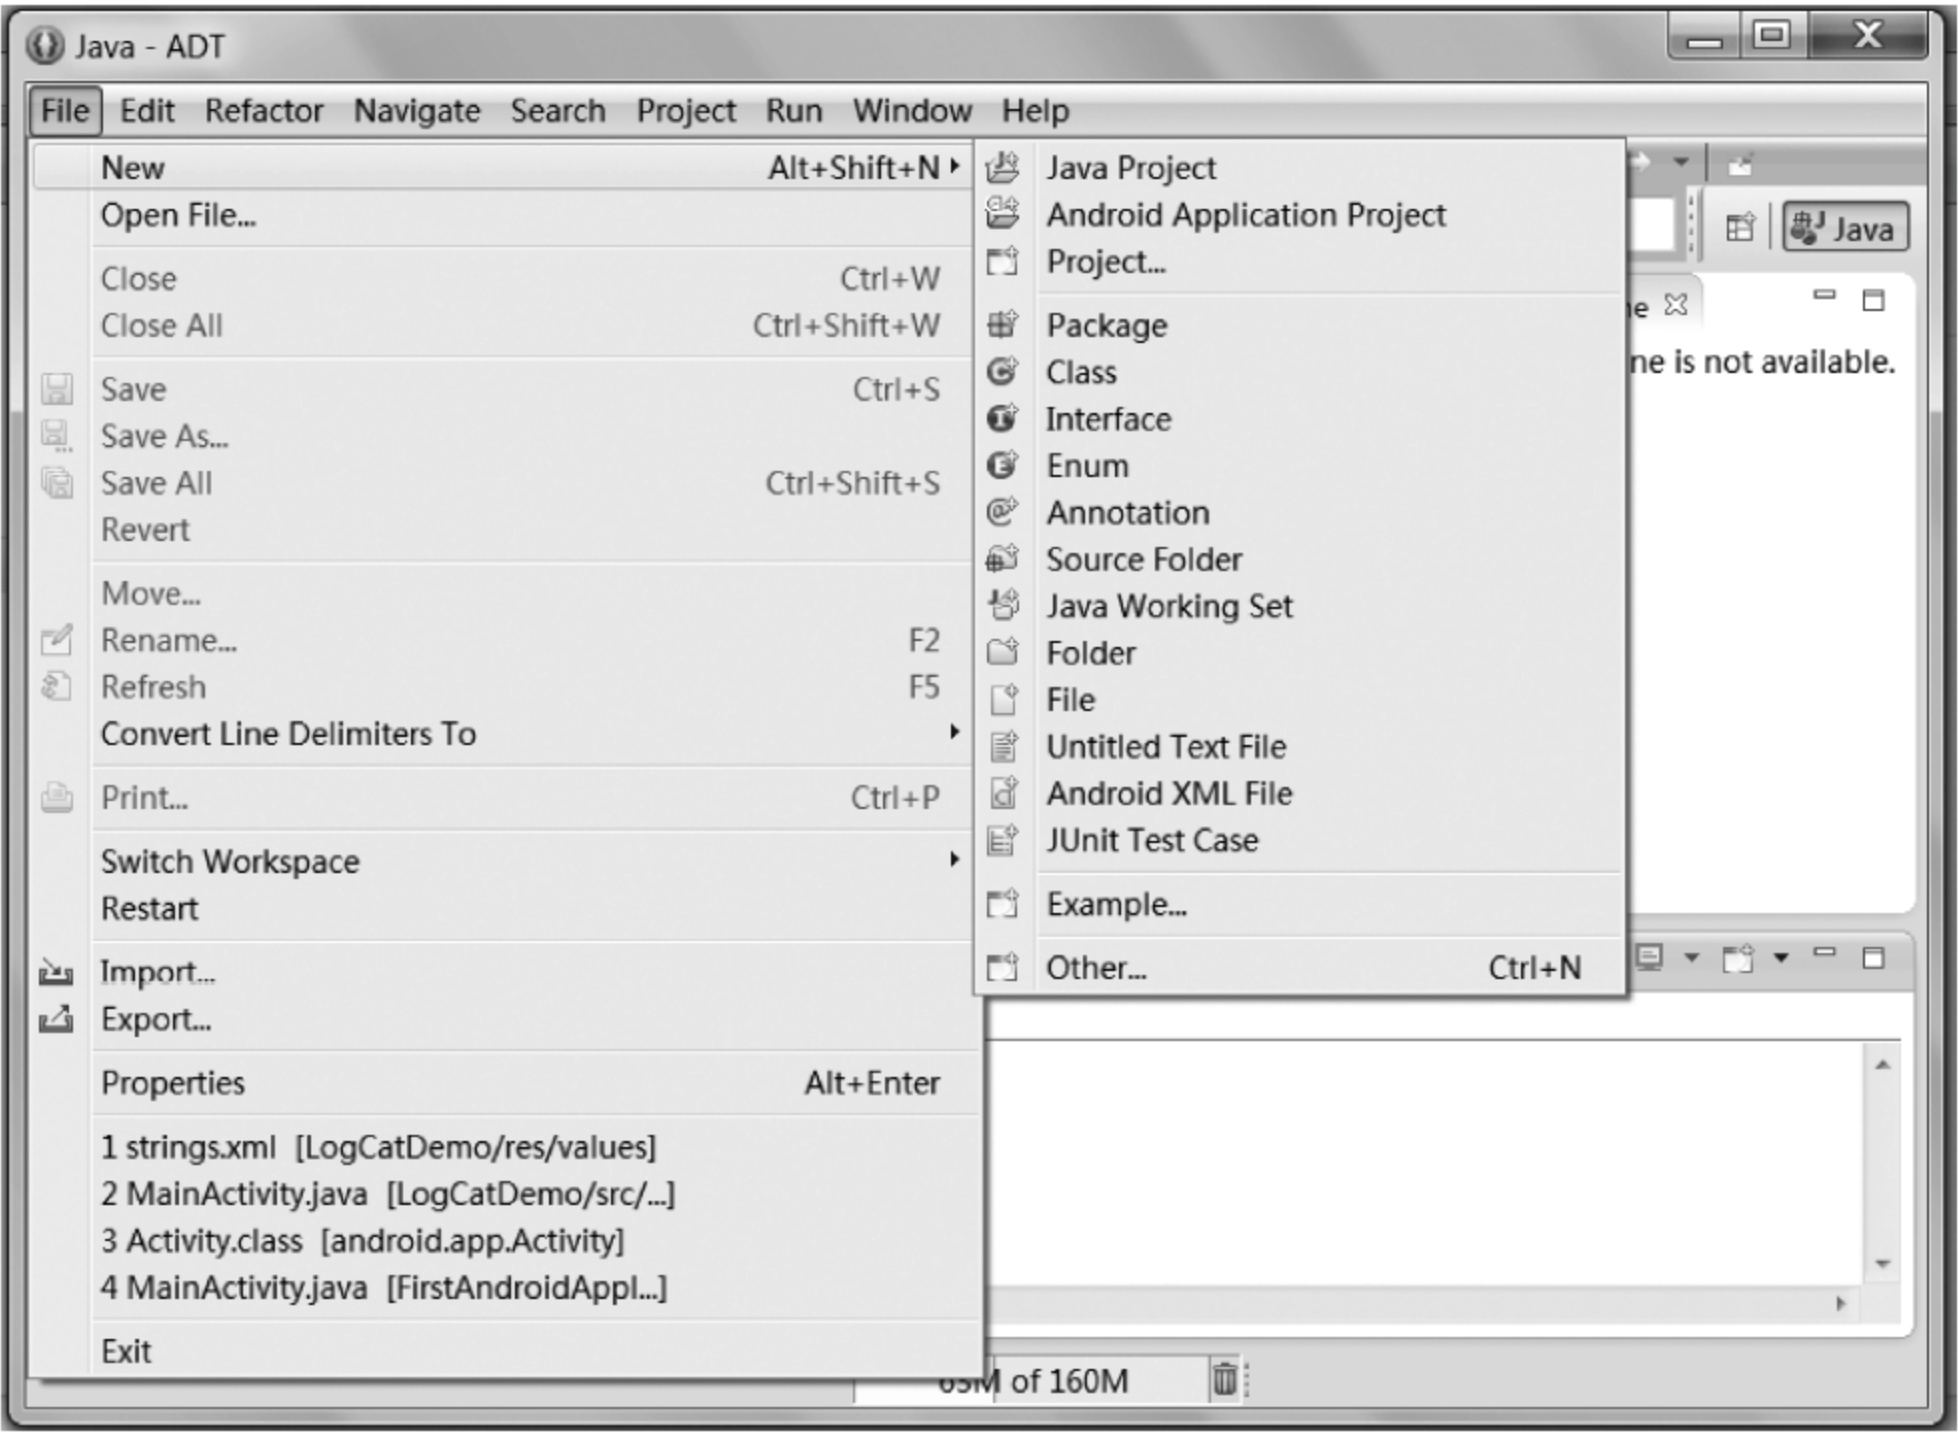 Java - ADT
File Edit Refactor Navigate Search Project Run Window Help
New Alt+Shift+N
Open File...
Close Ctrl+W
Close All Ctrl+Shift+W
Save Ctrl+S
Save As...
Save All Ctrl+Shift+S
Revert
Move...
Rename... F2
Refresh F5
Convert Line Delimiters To
Print... Ctrl+P
Switch Workspace
Restart
Import...
Export...
Properties Alt+Enter
1 strings.xml [LogCatDemo/res/values]
2 MainActivity.java [LogCatDemo/src/...]
3 Activity.class [android.app.Activity]
4 MainActivity.java [FirstAndroidAppl...]
Exit
Java Project
Android Application Project
Project...
Package
Class
Interface
Enum
Annotation
Source Folder
Java Working Set
Folder
File
Untitled Text File
Android XML File
JUnit Test Case
Example...
Other... Ctrl+N
Java
ne is not available.
of 160M